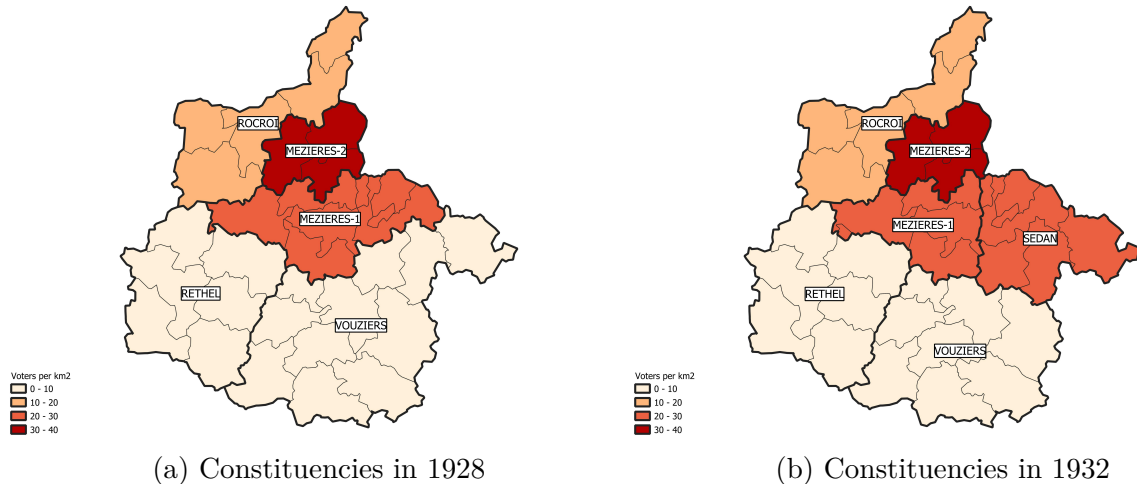 ROCROI
MEZIERES-2
MEZIERES-1
RETHEL
VOUZIERS
Voters per km2
0 - 10
10 - 20
20 - 30
30 - 40
(a) Constituencies in 1928
ROCROI
MEZIERES-2
MEZIERES-1
SEDAN
RETHEL
VOUZIERS
Voters per km2
0 - 10
10 - 20
20 - 30
30 - 40
(b) Constituencies in 1932